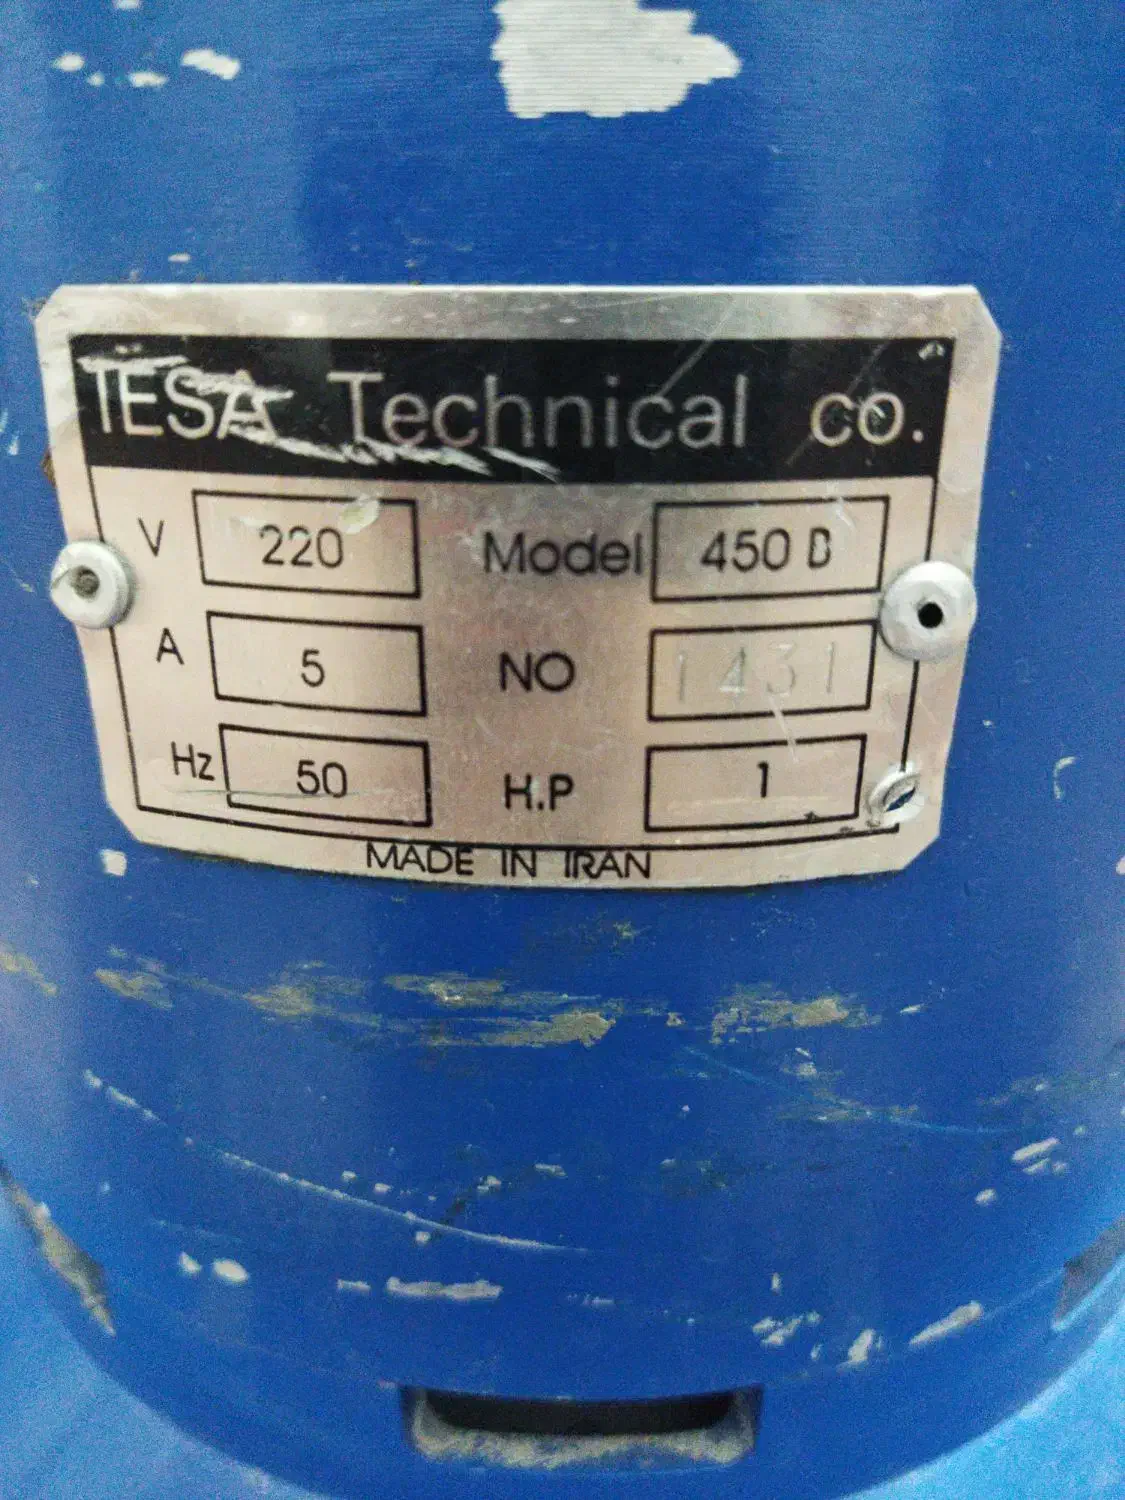 TESA Technical co.
V 220 Model 450 B
A 5 NO 1431
Hz 50 H.P 1
MADE IN IRAN